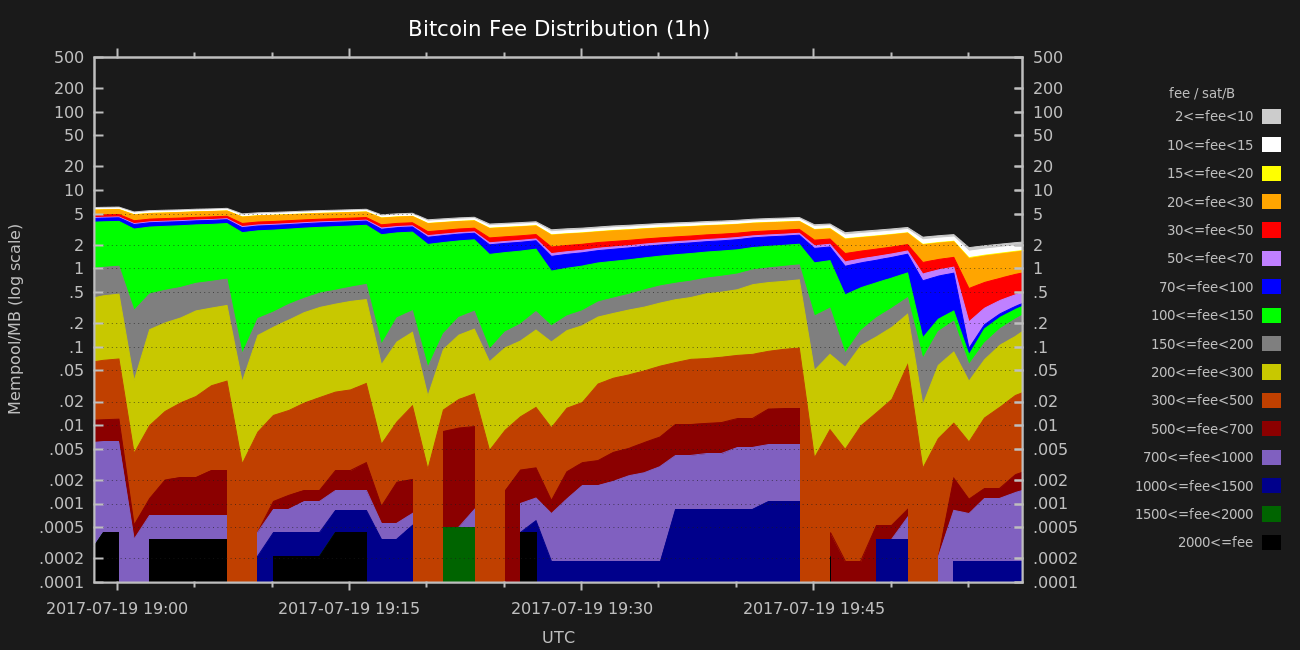 Bitcoin Fee Distribution (1h)
500 500
200 200
100 100
50 50
20 20
10 10
5 5
2 2
1 1
.5 .5
.2 .2
.1 .1
.05 .05
.02 .02
.01 .01
.005 .005
.002 .002
.001 .001
.0005 .0005
.0002 .0002
.0001 .0001
Mempool/MB (log scale)
2017-07-19 19:00 2017-07-19 19:15 2017-07-19 19:30 2017-07-19 19:45
UTC
fee / sat/B
2<=fee<10
10<=fee<15
15<=fee<20
20<=fee<30
30<=fee<50
50<=fee<70
70<=fee<100
100<=fee<150
150<=fee<200
200<=fee<300
300<=fee<500
500<=fee<700
700<=fee<1000
1000<=fee<1500
1500<=fee<2000
2000<=fee